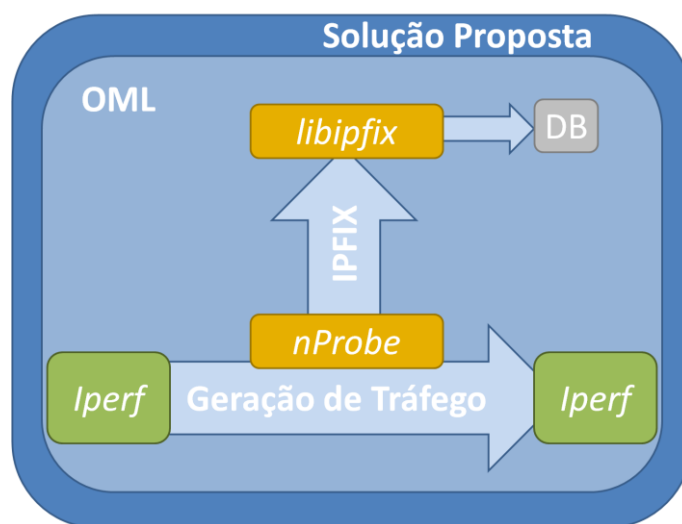 Solução Proposta
OML
libipfix
DB
IPFIX
nProbe
Iperf
Geração de Tráfego
Iperf